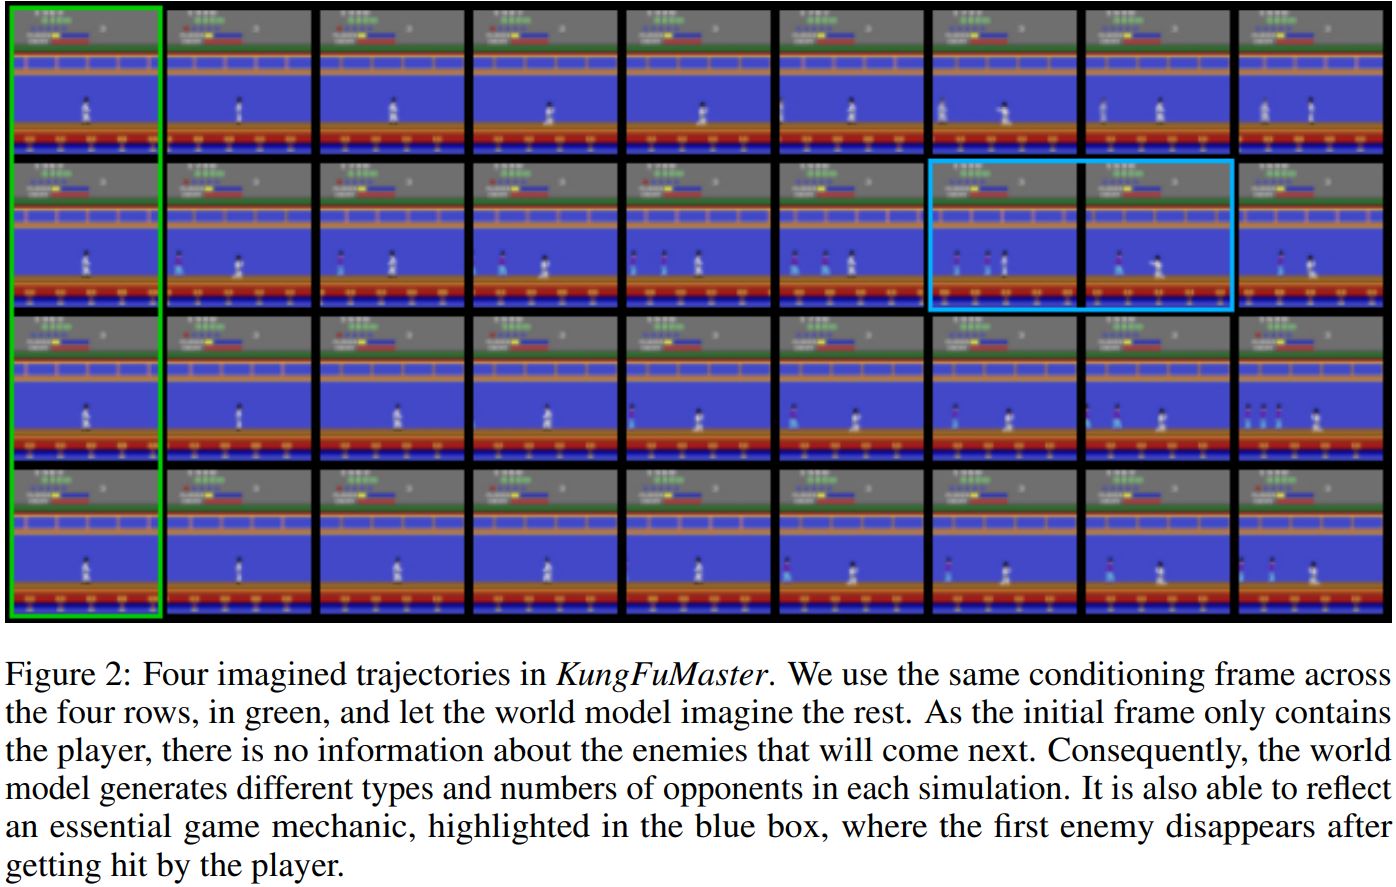 Figure 2: Four imagined trajectories in KungFuMaster. We use the same conditioning frame across
the four rows, in green, and let the world model imagine the rest. As the initial frame only contains
the player, there is no information about the enemies that will come next. Consequently, the world
model generates different types and numbers of opponents in each simulation. It is also able to reflect
an essential game mechanic, highlighted in the blue box, where the first enemy disappears after
getting hit by the player.